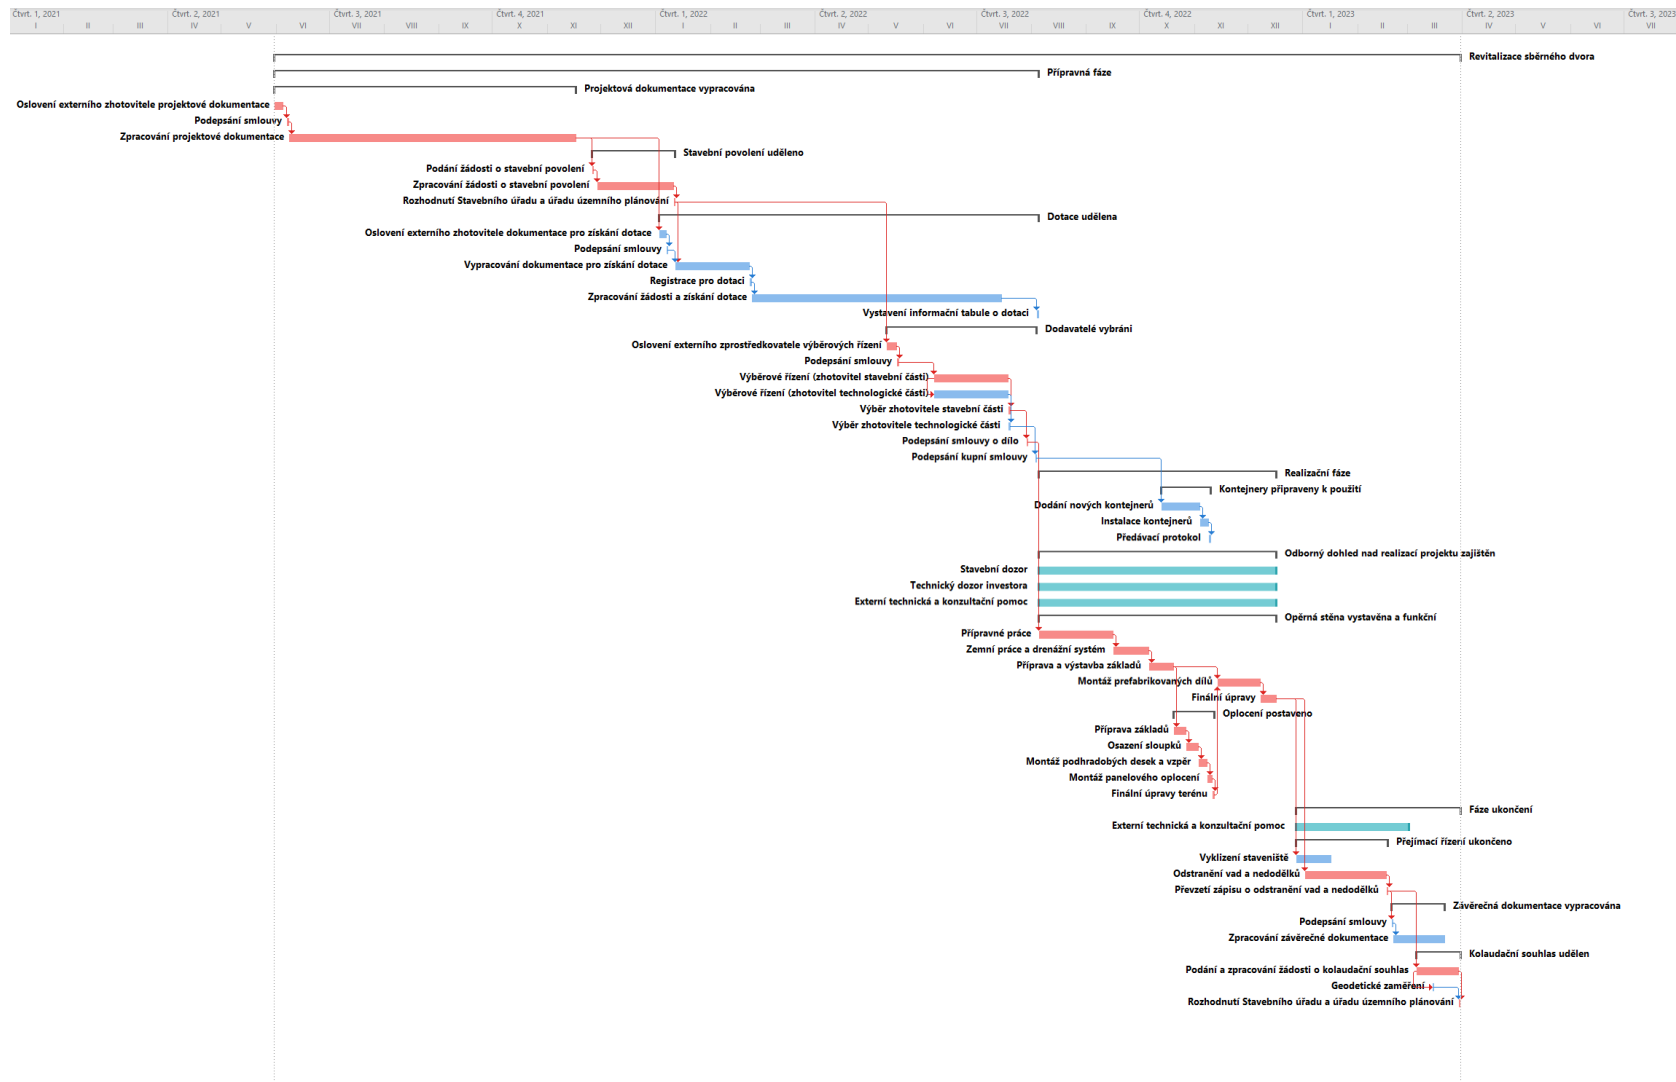 Čtvrt. 1, 2021 Čtvrt. 2, 2021 Čtvrt. 3, 2021 Čtvrt. 4, 2021 Čtvrt. 1, 2022 Čtvrt. 2, 2022 Čtvrt. 3, 2022 Čtvrt. 4, 2022 Čtvrt. 1, 2023 Čtvrt. 2, 2023 Čtvrt. 3, 2023
I II III IV V VI VII VIII IX X XI XII I II III IV V VI VII VIII IX X XI XII I II III IV V VI VII
Revitalizace sběrného dvora
Přípravná fáze
Projektová dokumentace vypracována
Oslovení externího zhotovitele projektové dokumentace
Podepsání smlouvy
Zpracování projektové dokumentace
Stavební povolení uděleno
Podání žádosti o stavební povolení
Zpracování žádosti o stavební povolení
Rozhodnutí Stavebního úřadu a úřadu územního plánování
Dotace udělena
Oslovení externího zhotovitele dokumentace pro získání dotace
Podepsání smlouvy
Vypracování dokumentace pro získání dotace
Registrace pro dotaci
Zpracování žádosti a získání dotace
Vystavení informační tabule o dotaci
Dodavatelé vybráni
Oslovení externího zprostředkovatele výběrových řízení
Podepsání smlouvy
Výběrové řízení (zhotovitel stavební části)
Výběrové řízení (zhotovitel technologické části)
Výběr zhotovitele stavební části
Výběr zhotovitele technologické části
Podepsání smlouvy o dílo
Podepsání kupní smlouvy
Realizační fáze
Kontejnery připraveny k použití
Dodání nových kontejnerů
Instalace kontejnerů
Předávací protokol
Odborný dohled nad realizací projektu zajištěn
Stavební dozor
Technický dozor investora
Externí technická a konzultační pomoc
Opěrná stěna vystavěna a funkční
Přípravné práce
Zemní práce a drenážní systém
Příprava a výstavba základů
Montáž prefabrikovaných dílů
Finální úpravy
Oplocení postaveno
Příprava základů
Osazení sloupků
Montáž podhradobých desek a vzpěr
Montáž panelového oplocení
Finální úpravy terénu
Fáze ukončení
Externí technická a konzultační pomoc
Přejímací řízení ukončeno
Vyklizení staveniště
Odstranění vad a nedodělků
Převzetí zápisu o odstranění vad a nedodělků
Závěrečná dokumentace vypracována
Podepsání smlouvy
Zpracování závěrečné dokumentace
Kolaudační souhlas udělen
Podání a zpracování žádosti o kolaudační souhlas
Geodetické zaměření
Rozhodnutí Stavebního úřadu a úřadu územního plánování